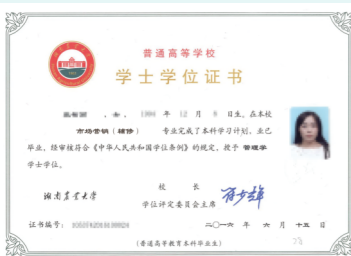 普通高等学校
学士学位证书
，女，199 年 12 月 8 日生。在本校
市场营销（辅修） 专业完成了本科学习计划，业已
毕业，经审核符合《中华人民共和国学位条例》的规定，授予 管理学
学士学位。
湖南农业大学
校 长
学位评定委员会主席
证书编号：
二〇一六 年 六 月 十五 日
（普通高等教育本科毕业生）